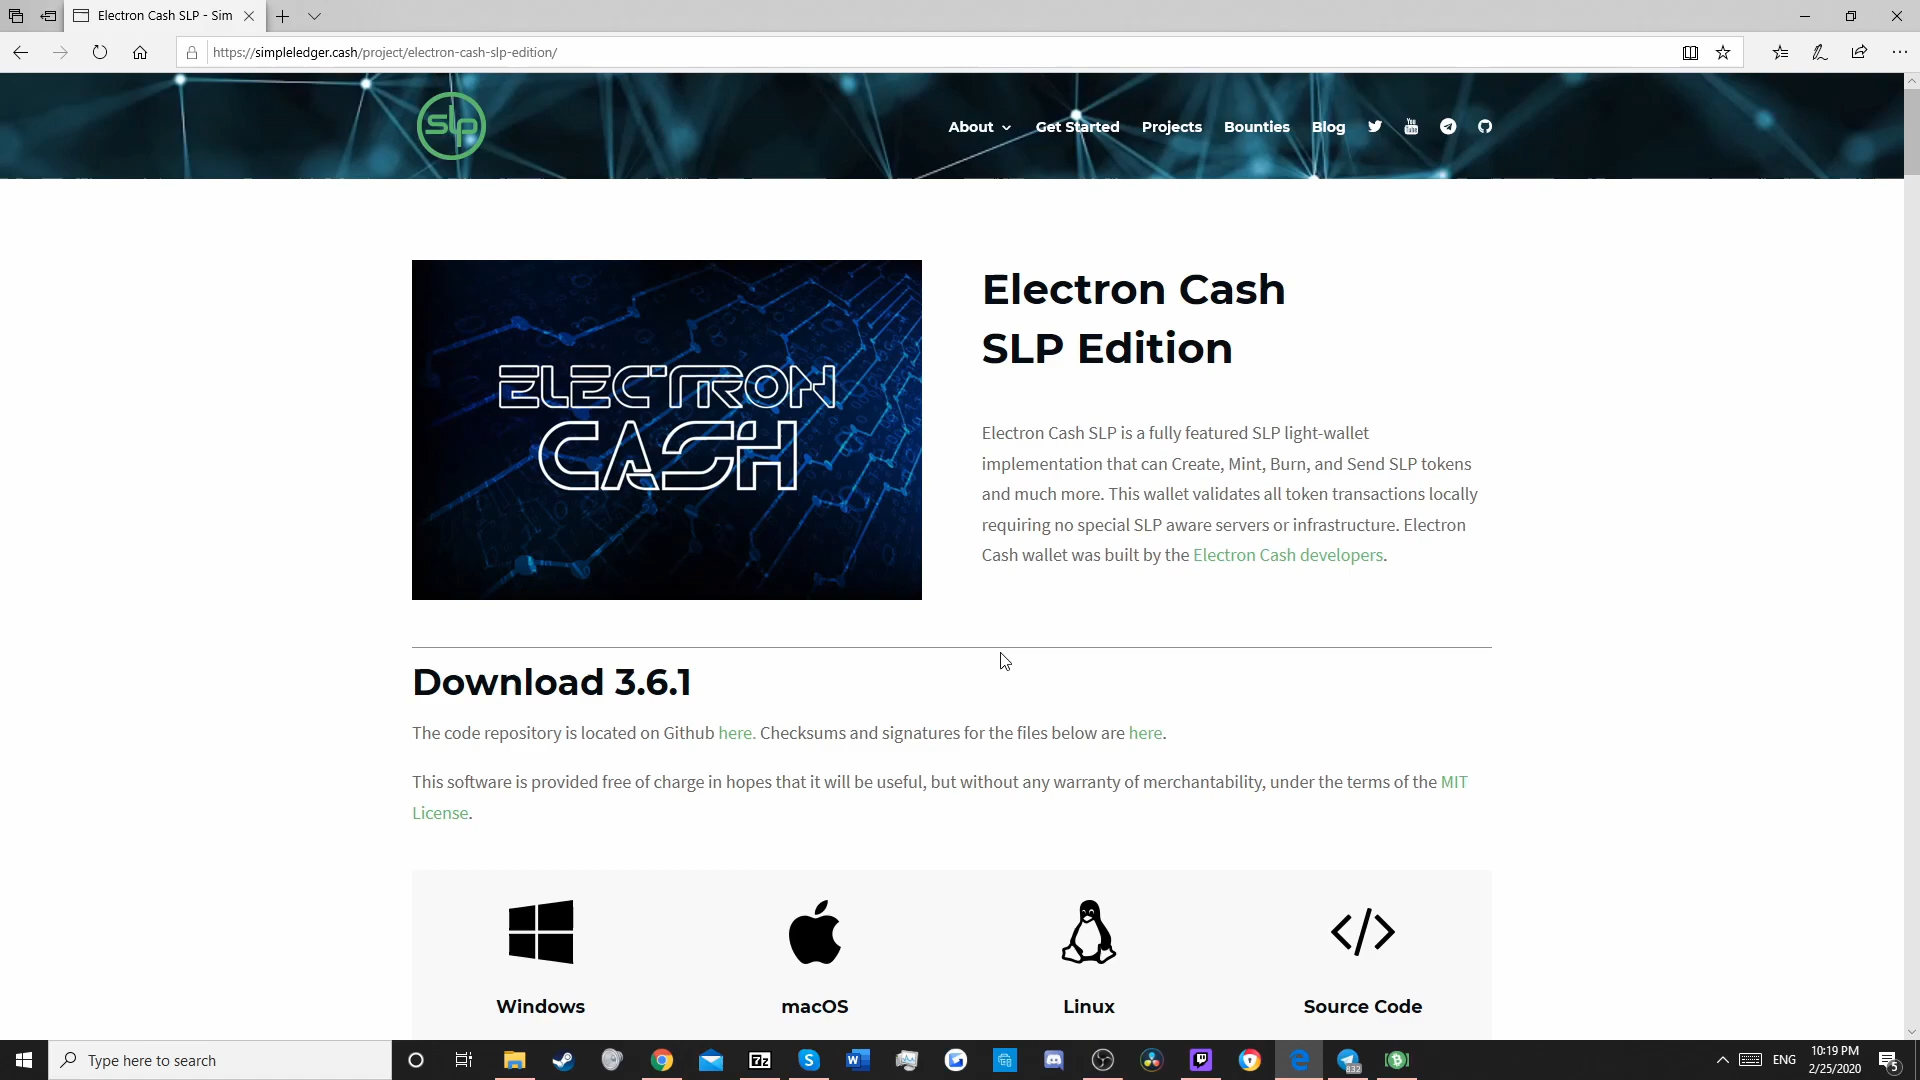 Electron Cash SLP - Sim
https://simpleledger.cash/project/electron-cash-slp-edition/
slp
About
Get Started
Projects
Bounties
Blog
You
Tube
ELECTRON
CASH
Electron Cash
SLP Edition
Electron Cash SLP is a fully featured SLP light-wallet
implementation that can Create, Mint, Burn, and Send SLP tokens
and much more. This wallet validates all token transactions locally
requiring no special SLP aware servers or infrastructure. Electron
Cash wallet was built by the Electron Cash developers.
Download 3.6.1
The code repository is located on Github here. Checksums and signatures for the files below are here.
This software is provided free of charge in hopes that it will be useful, but without any warranty of merchantability, under the terms of the MIT
License.
Windows
macOS
Linux
</>
Source Code
Type here to search
7z
S
W
832
ENG
10:19 PM
2/25/2020
5